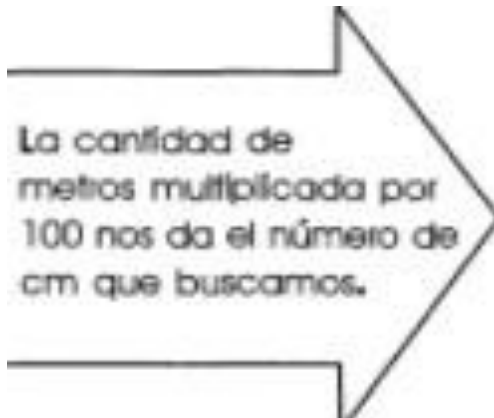 La cantidad de
metros multiplicada por
100 nos da el número de
cm que buscamos.